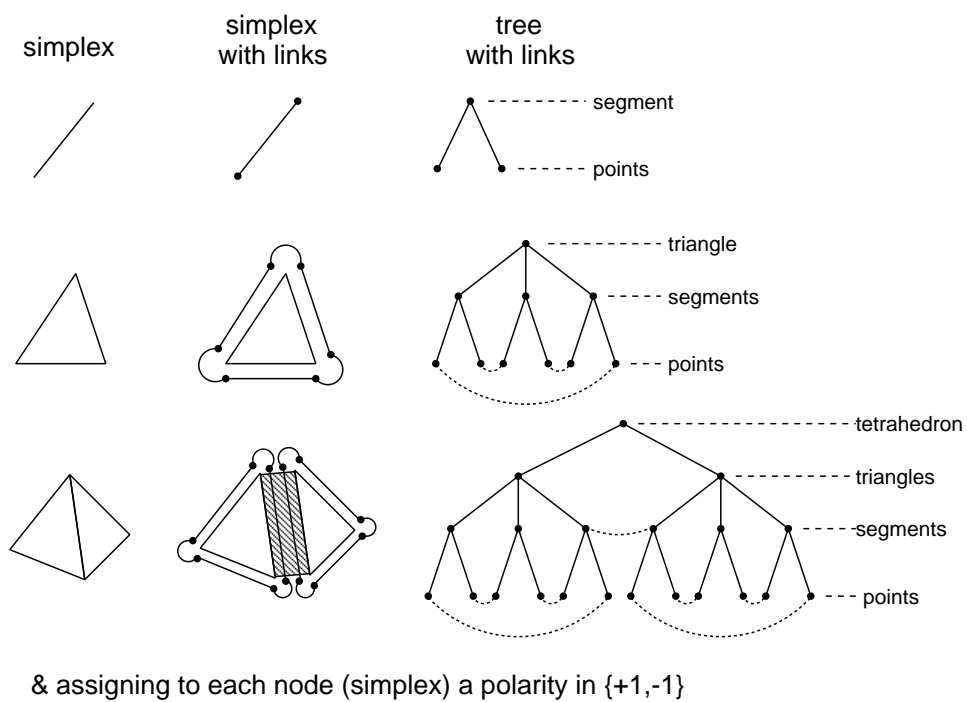 simplex
simplex
with links
tree
with links
segment
points
triangle
segments
points
tetrahedron
triangles
segments
points
& assigning to each node (simplex) a polarity in {+1,-1}